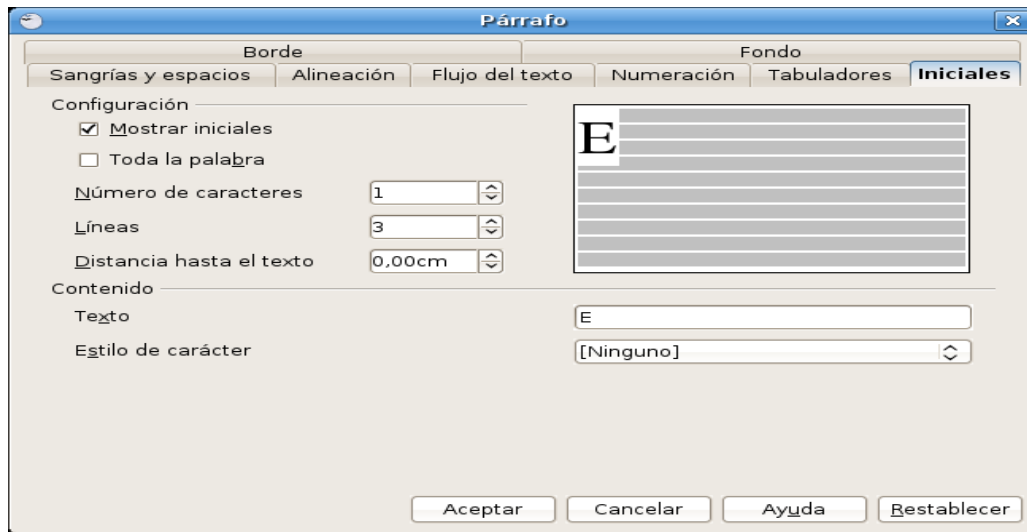 Párrafo
Borde Fondo
Sangrías y espacios Alineación Flujo del texto Numeración Tabuladores Iniciales
Configuración
Mostrar iniciales
Toda la palabra
Número de caracteres 1
Líneas 3
Distancia hasta el texto 0,00cm
E
Contenido
Texto E
Estilo de carácter [Ninguno]
Aceptar Cancelar Ayuda Restablecer